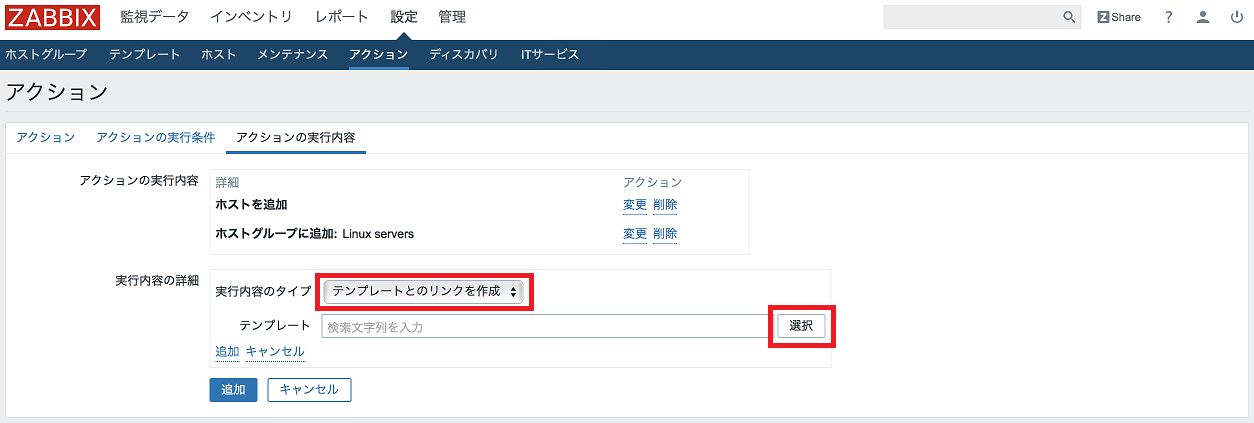 ZABBIX 監視データ インベントリ レポート 設定 管理 Z Share ?
ホストグループ テンプレート ホスト メンテナンス アクション ディスカバリ ITサービス
アクション
アクション アクションの実行条件 アクションの実行内容
アクションの実行内容 詳細 アクション
ホストを追加 変更 削除
ホストグループに追加: Linux servers 変更 削除
実行内容の詳細
実行内容のタイプ テンプレートとのリンクを作成
テンプレート 検索文字列を入力 選択
追加 キャンセル
追加 キャンセル